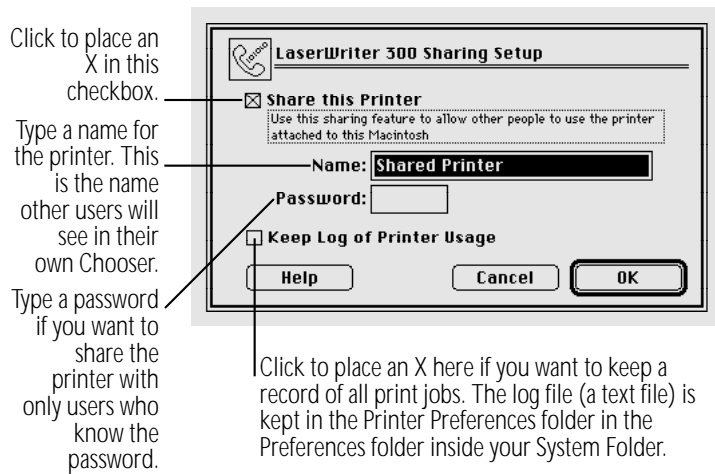 Click to place an
X in this
checkbox.
Type a name for
the printer. This
is the name
other users will
see in their
own Chooser.
Type a password
if you want to
share the
printer with
only users who
know the
password.
LaserWriter 300 Sharing Setup
Share this Printer
Use this sharing feature to allow other people to use the printer
attached to this Macintosh
Name: Shared Printer
Password:
Keep Log of Printer Usage
Help Cancel OK
Click to place an X here if you want to keep a
record of all print jobs. The log file (a text file) is
kept in the Printer Preferences folder in the
Preferences folder inside your System Folder.